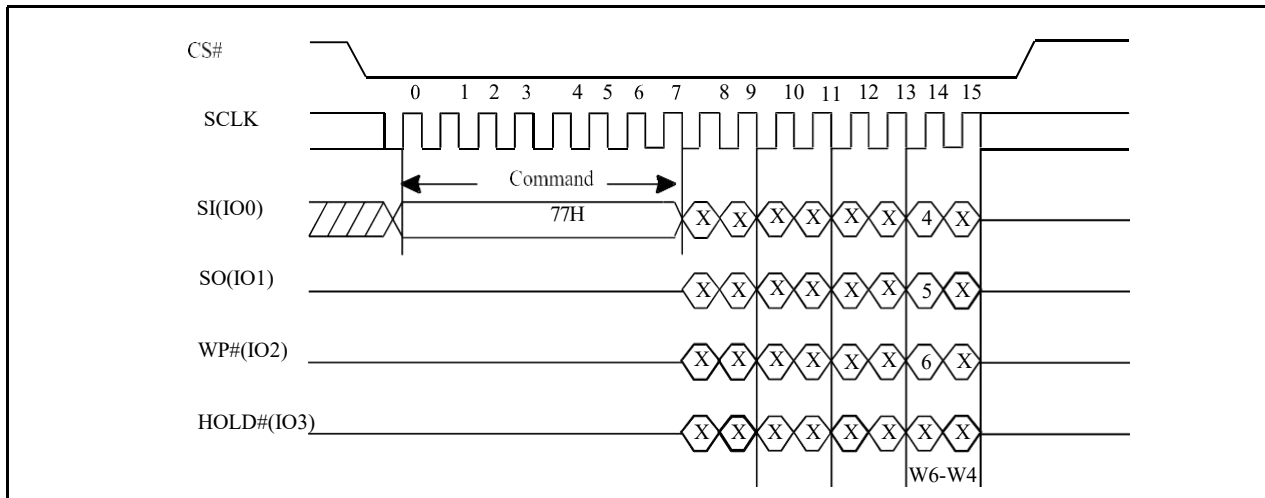 CS#
0 1 2 3 4 5 6 7 8 9 10 11 12 13 14 15
SCLK
Command
SI(IO0) 77H X X X X X X 4 X
SO(IO1) X X X X X X 5 X
WP#(IO2) X X X X X X 6 X
HOLD#(IO3) X X X X X X X X
W6-W4